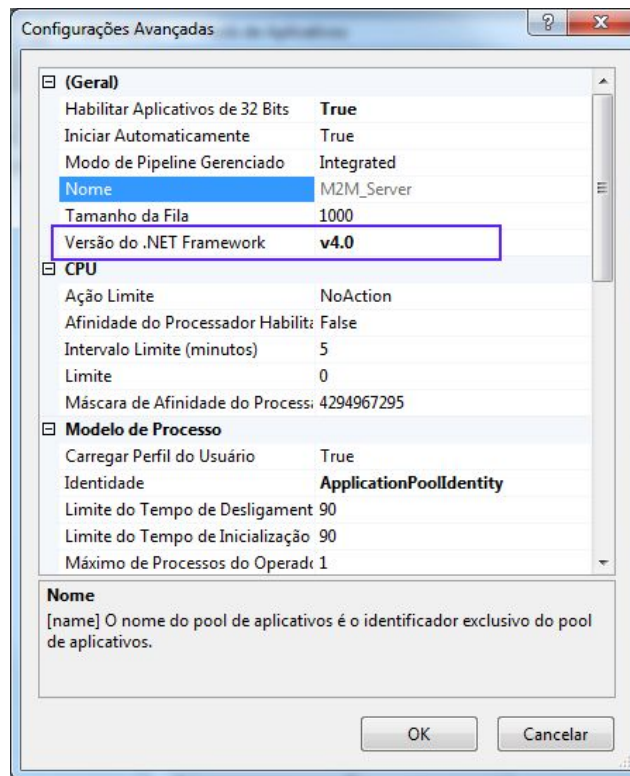 Configurações Avançadas
(Geral)
Habilitar Aplicativos de 32 Bits True
Iniciar Automaticamente True
Modo de Pipeline Gerenciado Integrated
Nome M2M_Server
Tamanho da Fila 1000
Versão do .NET Framework v4.0
CPU
Ação Limite NoAction
Afinidade do Processador Habilita False
Intervalo Limite (minutos) 5
Limite 0
Máscara de Afinidade do Process 4294967295
Modelo de Processo
Carregar Perfil do Usuário True
Identidade ApplicationPoolIdentity
Limite do Tempo de Desligament 90
Limite do Tempo de Inicialização 90
Máximo de Processos do Operado 1
Nome
[name] O nome do pool de aplicativos é o identificador exclusivo do pool
de aplicativos.
OK Cancelar